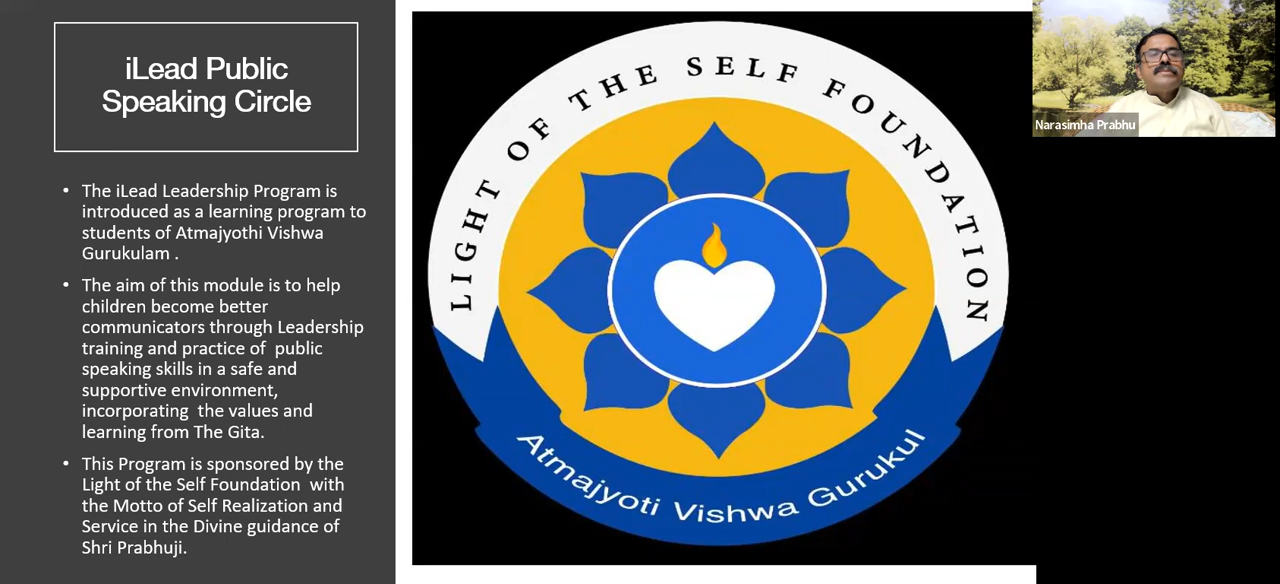 iLead Public
Speaking Circle
• The iLead Leadership Program is
introduced as a learning program to
students of Atmajyothi Vishwa
Gurukulam .
• The aim of this module is to help
children become better
communicators through Leadership
training and practice of public
speaking skills in a safe and
supportive environment,
incorporating the values and
learning from The Gita.
• This Program is sponsored by the
Light of the Self Foundation with
the Motto of Self Realization and
Service in the Divine guidance of
Shri Prabhuji.
LIGHT OF THE SELF FOUNDATION
Atmajyoti Vishwa Gurukul
Narasimha Prabhu